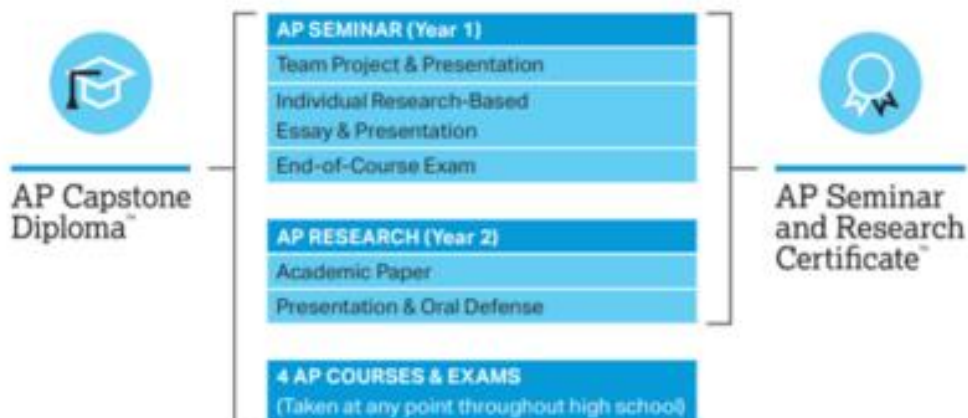 AP Capstone
Diploma™
AP SEMINAR (Year 1)
Team Project & Presentation
Individual Research-Based
Essay & Presentation
End-of-Course Exam
AP RESEARCH (Year 2)
Academic Paper
Presentation & Oral Defense
4 AP COURSES & EXAMS
(Taken at any point throughout high school)
AP Seminar
and Research
Certificate™